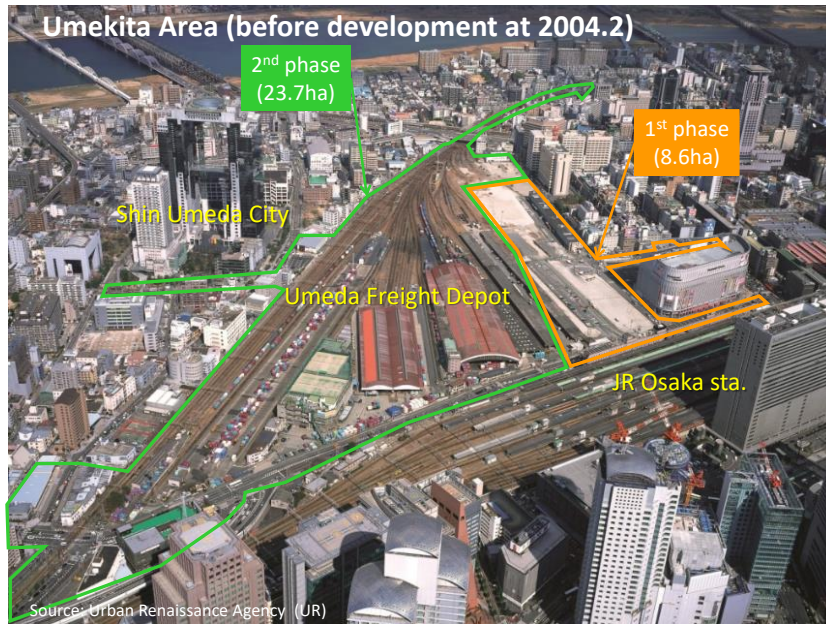 Umekita Area (before development at 2004.2)
2nd phase
(23.7ha)
1st phase
(8.6ha)
Shin Umeda City
Umeda Freight Depot
JR Osaka sta.
Source: Urban Renaissance Agency (UR)